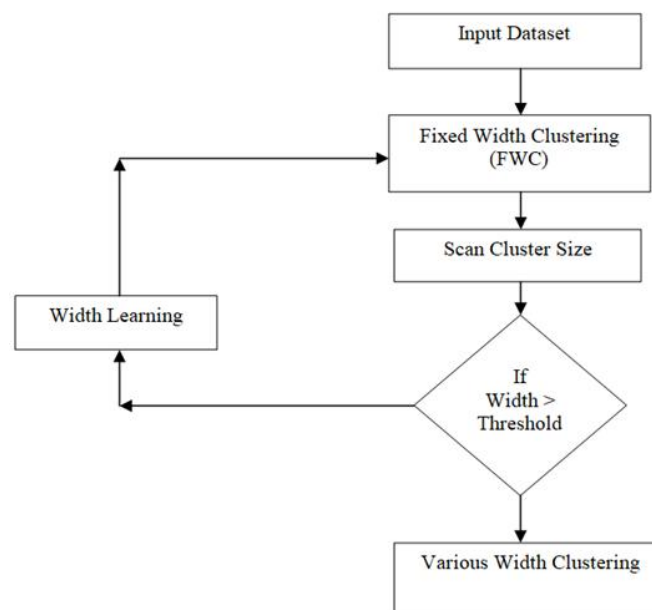 Input Dataset
Fixed Width Clustering
(FWC)
Scan Cluster Size
Width Learning
If
Width >
Threshold
Various Width Clustering